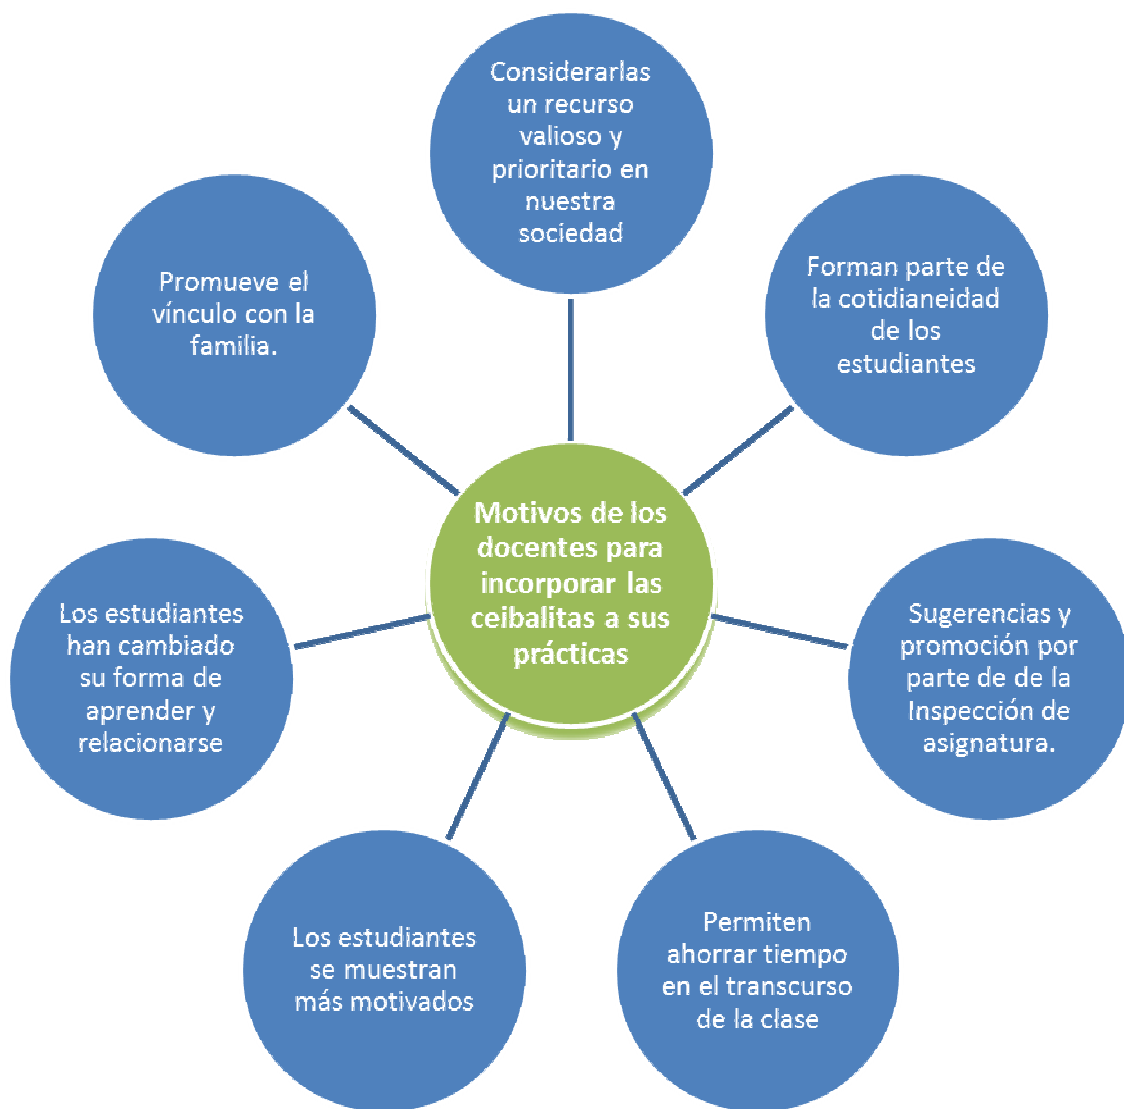 Considerarlas
un recurso
valioso y
prioritario en
nuestra
sociedad
Forman parte de
la cotidianeidad
de los
estudiantes
Sugerencias y
promoción por
parte de de la
Inspección de
asignatura.
Permiten
ahorrar tiempo
en el transcurso
de la clase
Los estudiantes
se muestran
más motivados
Los estudiantes
han cambiado
su forma de
aprender y
relacionarse
Promueve el
vínculo con la
familia.
Motivos de los
docentes para
incorporar las
ceibalitas a sus
prácticas